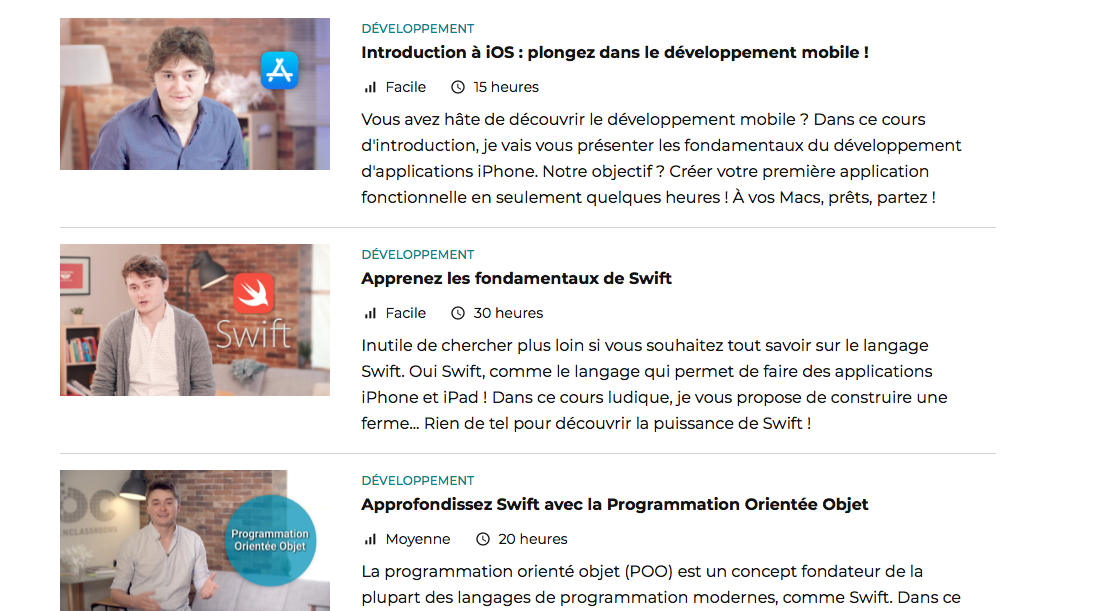 DÉVELOPPEMENT
Introduction à iOS : plongez dans le développement mobile !
Facile 15 heures
Vous avez hâte de découvrir le développement mobile ? Dans ce cours
d'introduction, je vais vous présenter les fondamentaux du développement
d'applications iPhone. Notre objectif ? Créer votre première application
fonctionnelle en seulement quelques heures ! À vos Macs, prêts, partez !
Swift
DÉVELOPPEMENT
Apprenez les fondamentaux de Swift
Facile 30 heures
Inutile de chercher plus loin si vous souhaitez tout savoir sur le langage
Swift. Oui Swift, comme le langage qui permet de faire des applications
iPhone et iPad ! Dans ce cours ludique, je vous propose de construire une
ferme... Rien de tel pour découvrir la puissance de Swift !
Programmation
Orientée Objet
DÉVELOPPEMENT
Approfondissez Swift avec la Programmation Orientée Objet
Moyenne 20 heures
La programmation orienté objet (POO) est un concept fondateur de la
plupart des langages de programmation modernes, comme Swift. Dans ce